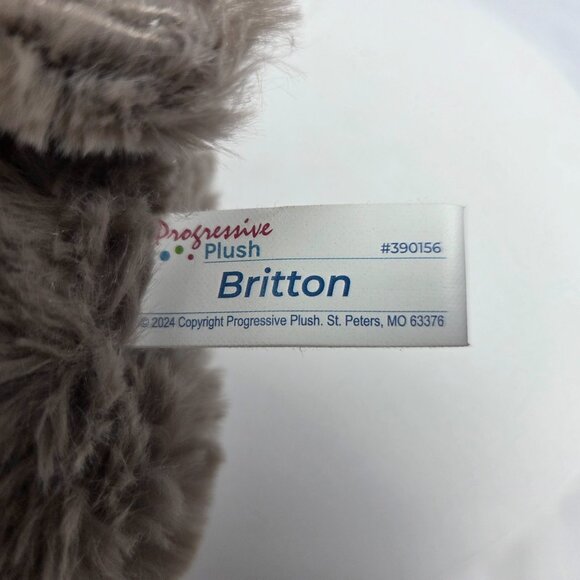 Progressive
Plush #390156
Britton
© 2024 Copyright Progressive Plush. St. Peters, MO 63376